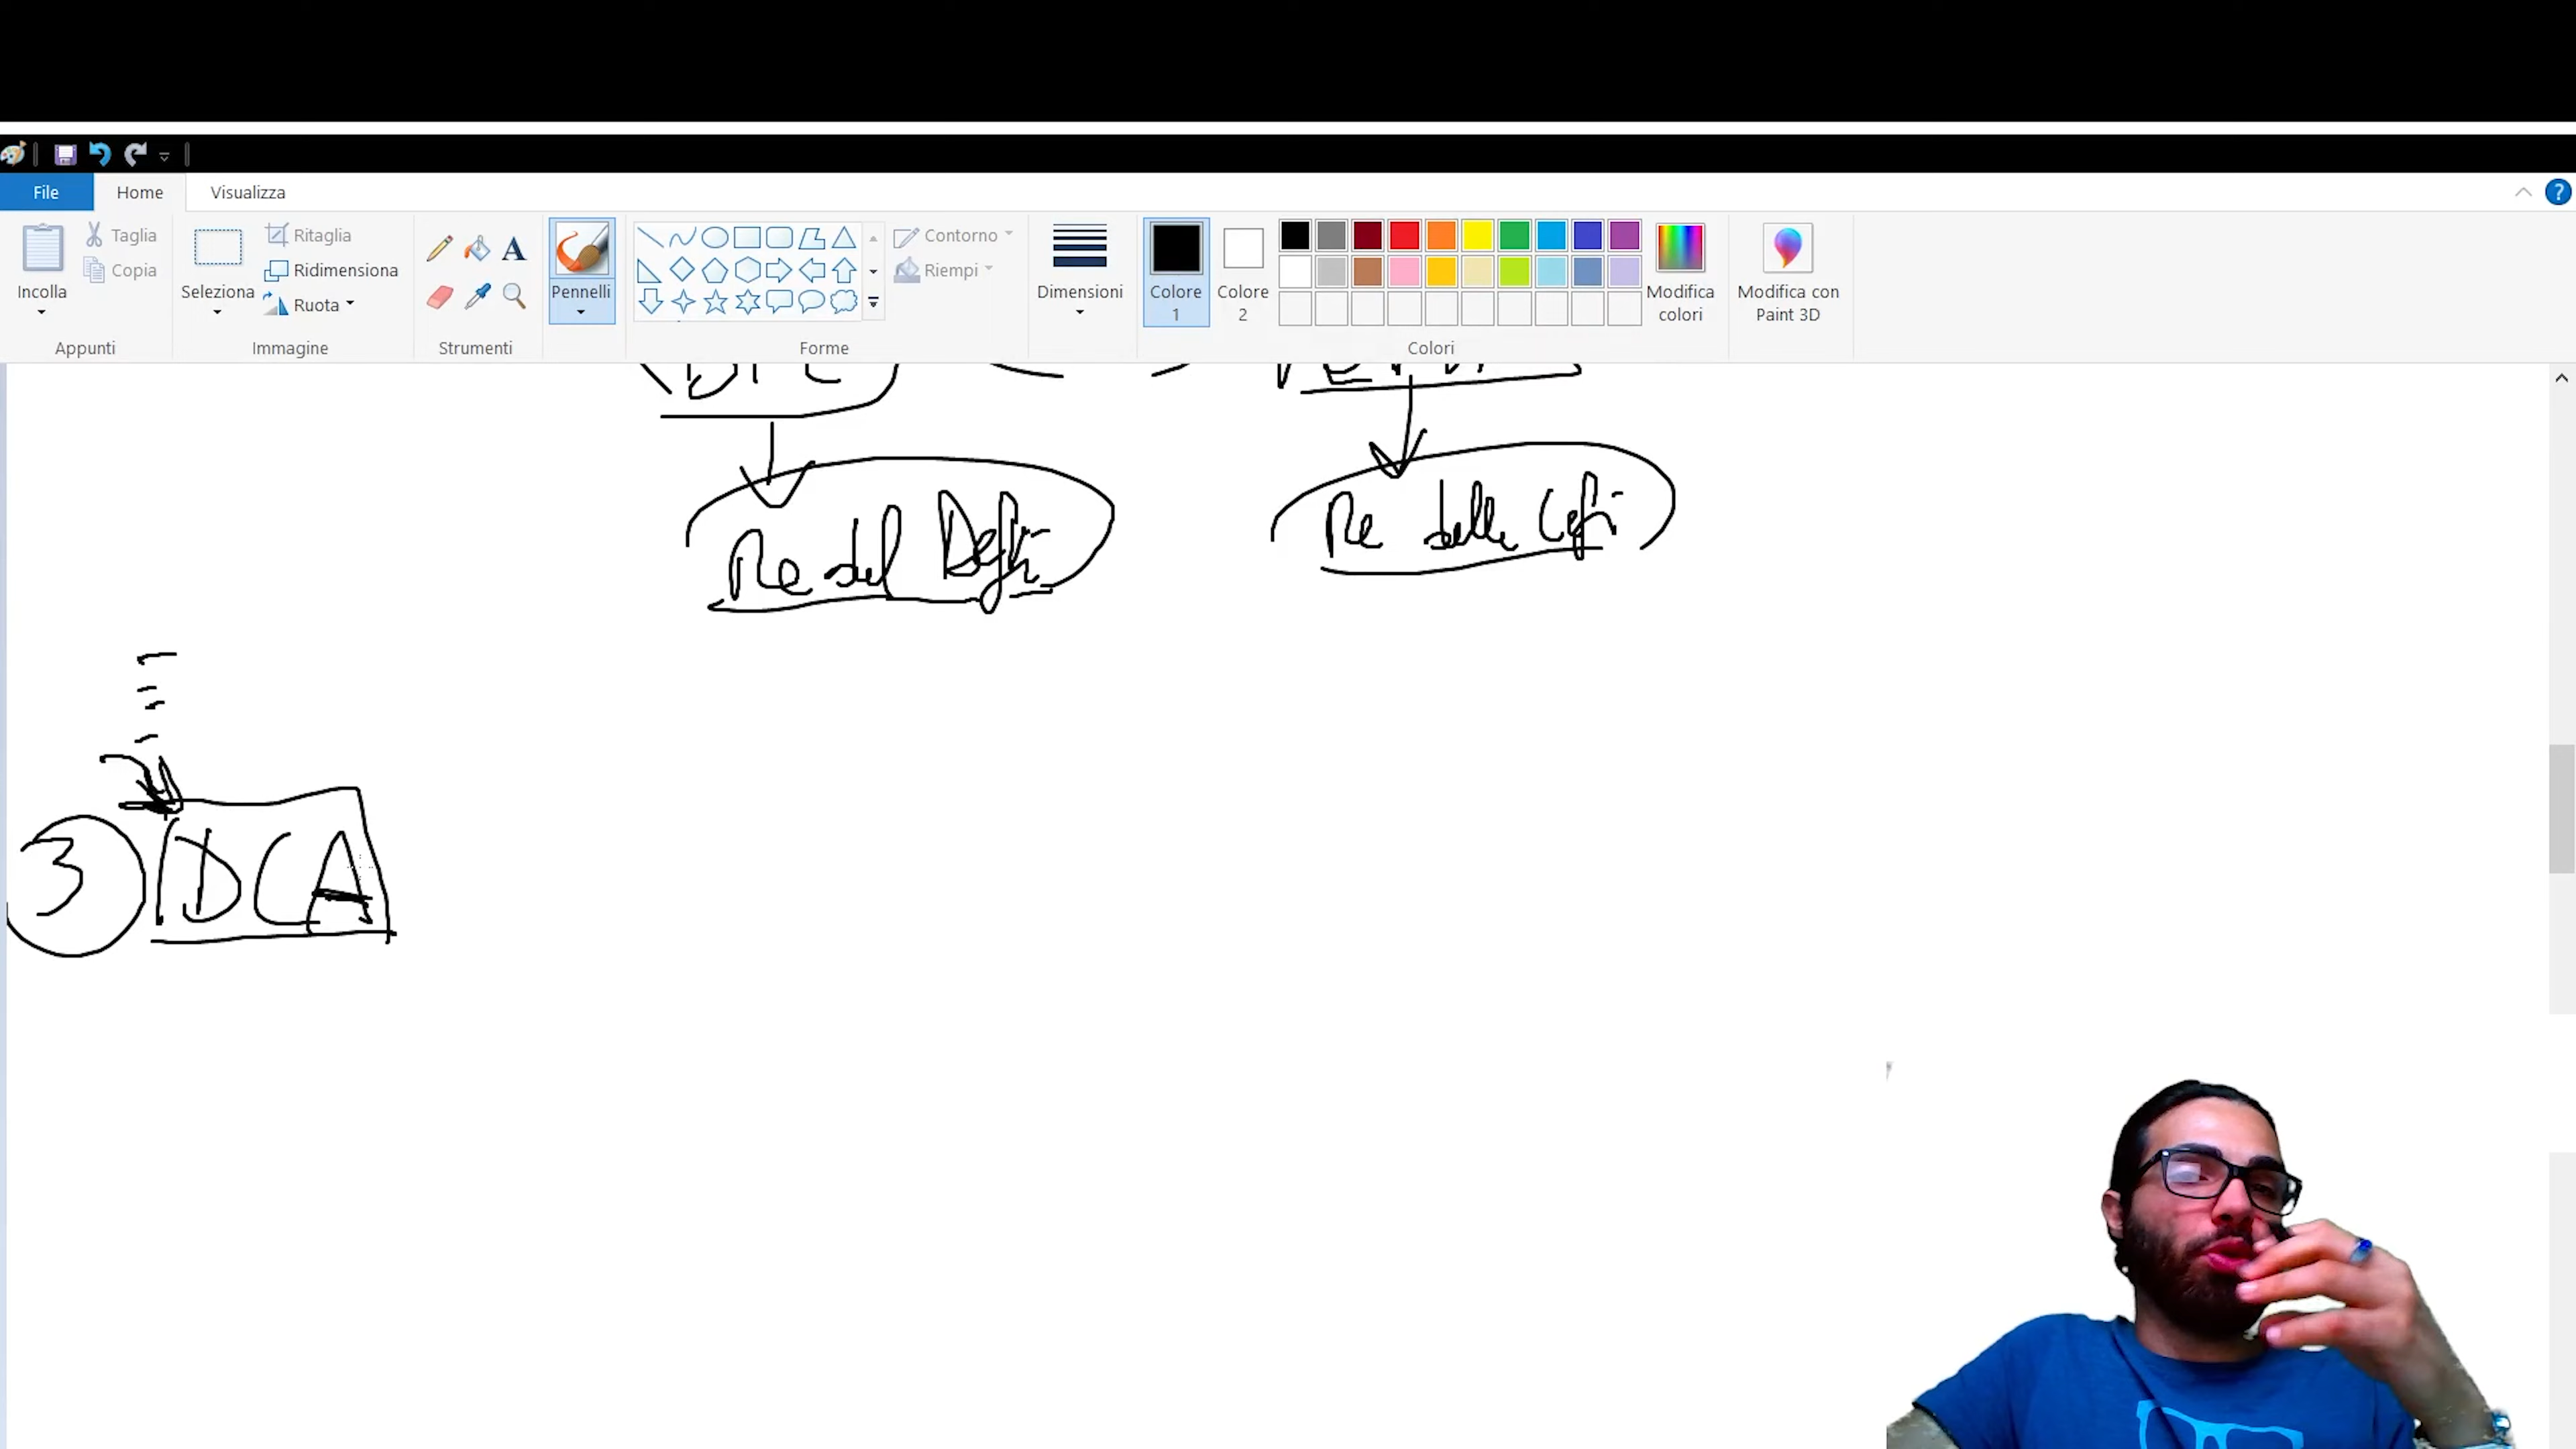 File Home Visualizza
Incolla
Taglia
Copia
Appunti
Seleziona
Ritaglia
Ridimensiona
Ruota
Immagine
A
Strumenti
Pennelli
Contorno
Riempi
Forme
Dimensioni
Colore 1
Colore 2
Modifica colori
Colori
Modifica con Paint 3D
Re del Defi
Re delle Cefi
3 DCA